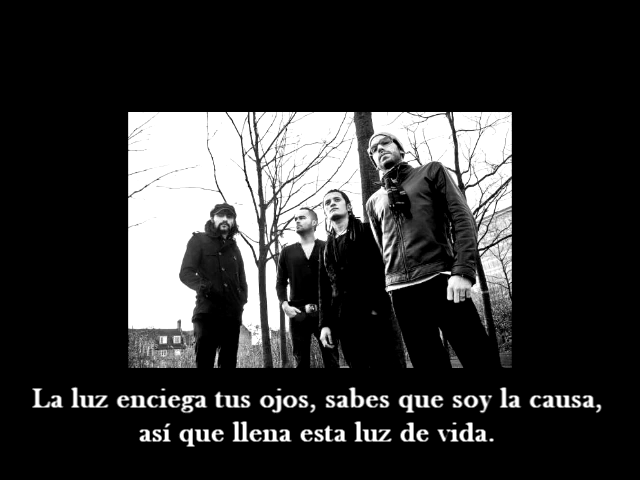 La luz enciega tus ojos, sabes que soy la causa,
así que llena esta luz de vida.